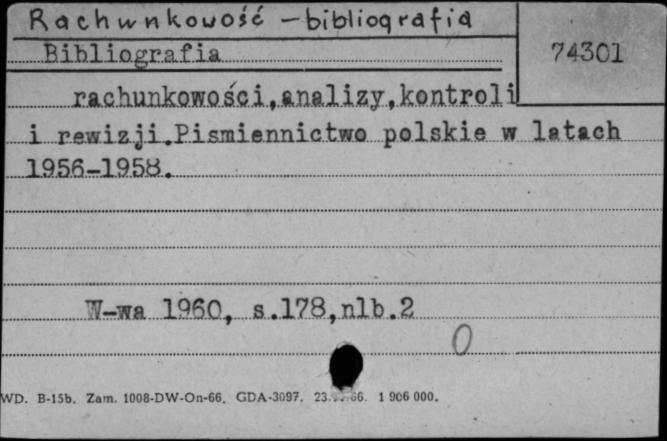 Rachunkowość – bibliografia
Bibliografia
74301
rachunkowości,analizy,kontroli
i rewizji.Pismiennictwo polskie w latach
1956-1958.
W-wa 1960, s.178,nlb.2
0
WD. B-15b. Zam. 1008-DW-On-66. GDA-3097. 66. 1 906 000.